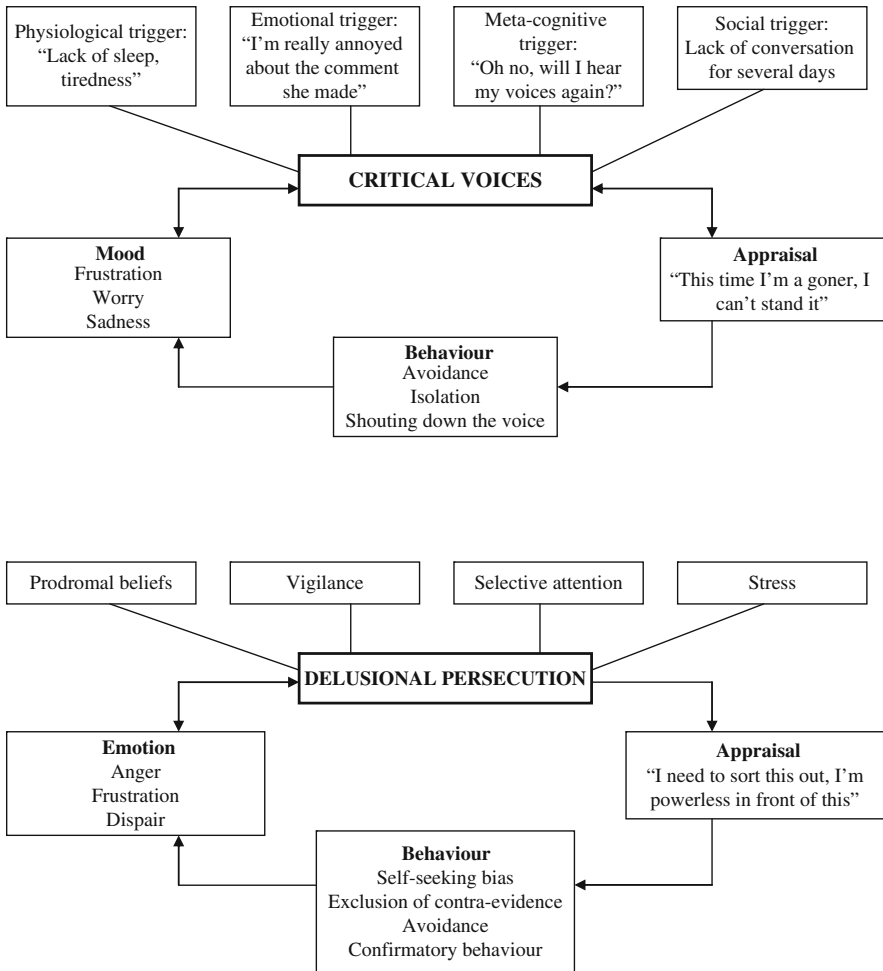 Physiological trigger:
“Lack of sleep,
tiredness”
Emotional trigger:
“I’m really annoyed
about the comment
she made”
Meta-cognitive
trigger:
“Oh no, will I hear
my voices again?”
Social trigger:
Lack of conversation
for several days
CRITICAL VOICES
Mood
Frustration
Worry
Sadness
Appraisal
“This time I’m a goner, I
can’t stand it”
Behaviour
Avoidance
Isolation
Shouting down the voice
Prodromal beliefs
Vigilance
Selective attention
Stress
DELUSIONAL PERSECUTION
Emotion
Anger
Frustration
Dispair
Appraisal
“I need to sort this out, I’m
powerless in front of this”
Behaviour
Self-seeking bias
Exclusion of contra-evidence
Avoidance
Confirmatory behaviour